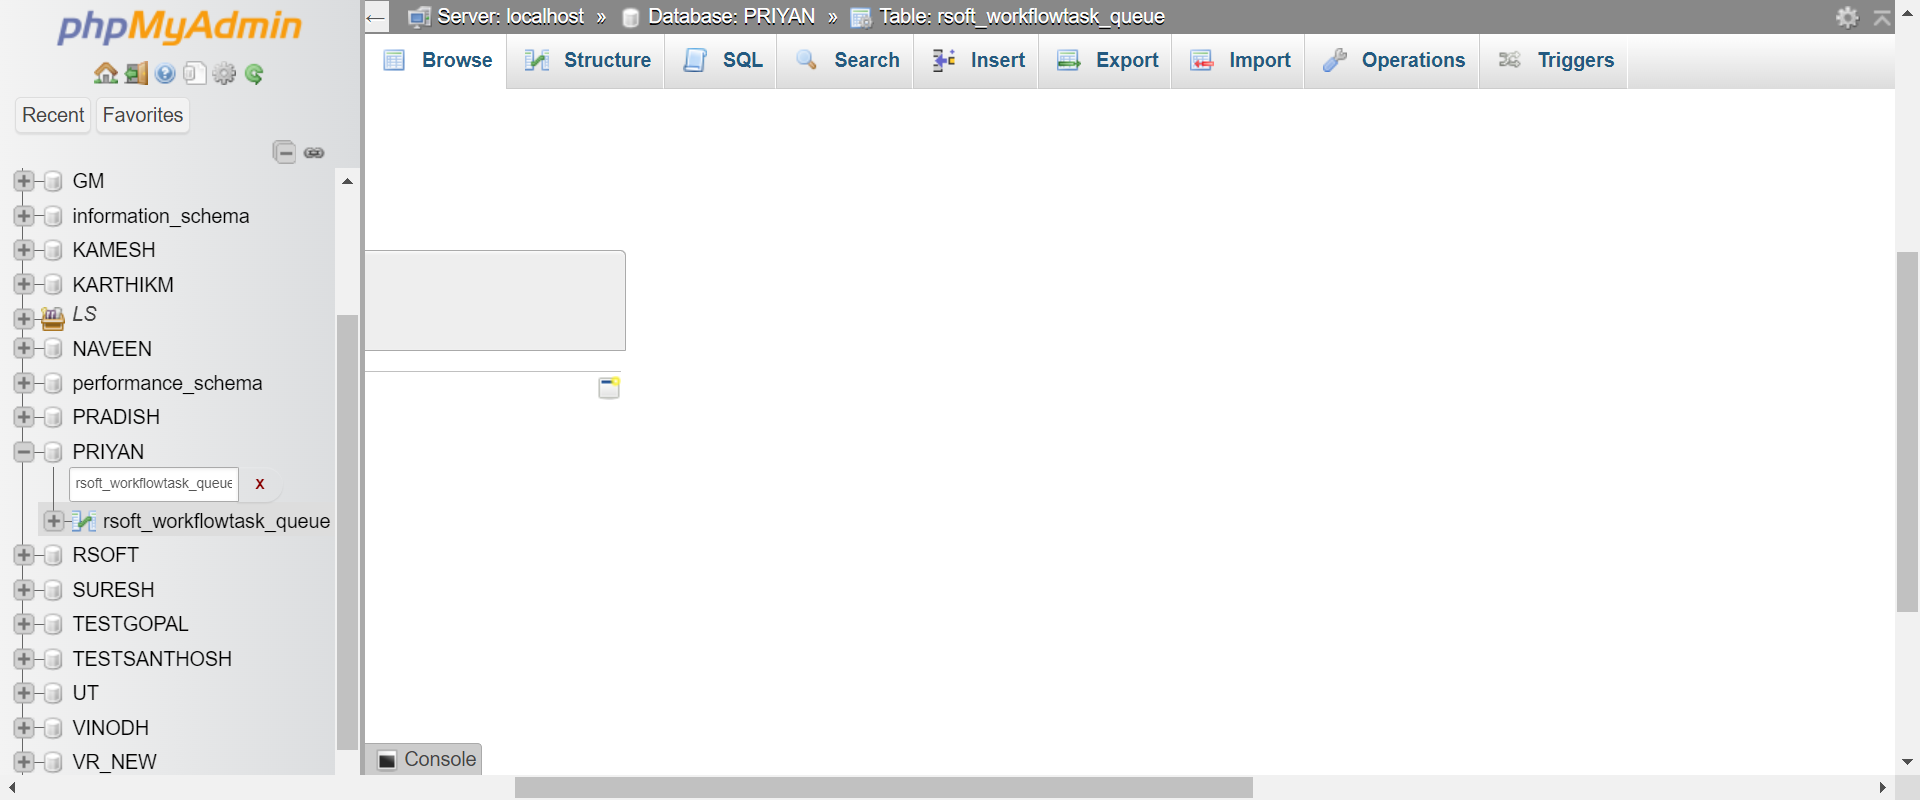 phpMyAdmin
Recent Favorites
GM
information_schema
KAMESH
KARTHIKM
LS
NAVEEN
performance_schema
PRADISH
PRIYAN
rsoft_workflowtask_queue X
rsoft_workflowtask_queue
RSOFT
SURESH
TESTGOPAL
TESTSANTHOSH
UT
VINODH
VR_NEW
← Server: localhost » Database: PRIYAN » Table: rsoft_workflowtask_queue
Browse Structure SQL Search Insert Export Import Operations Triggers
Console